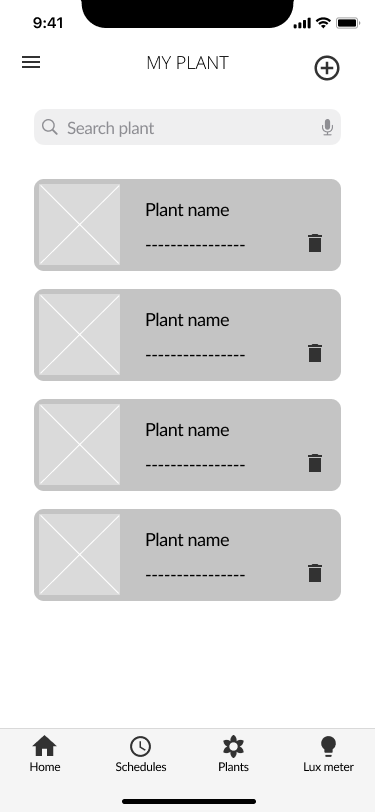 9:41
MY PLANT
Search plant
Plant name
----------------
Plant name
----------------
Plant name
----------------
Plant name
----------------
Home
Schedules
Plants
Lux meter